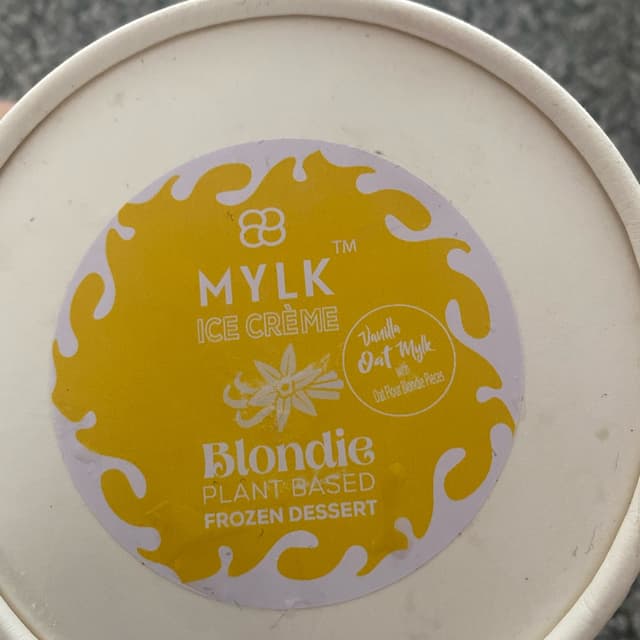 MYLK™
ICE CRÈME
Vanilla
Oat Mylk
with
Oat Flour Blondie Pieces
Blondie
PLANT BASED
FROZEN DESSERT